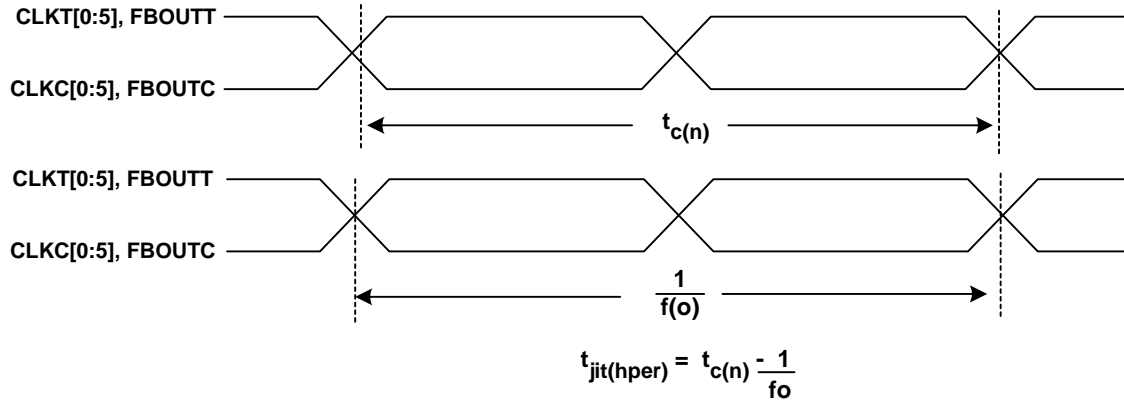 CLKT[0:5], FBOUTT
CLKC[0:5], FBOUTC
tc(n)
CLKT[0:5], FBOUTT
CLKC[0:5], FBOUTC
1
f(o)
tjit(hper) = tc(n) - 1
fo